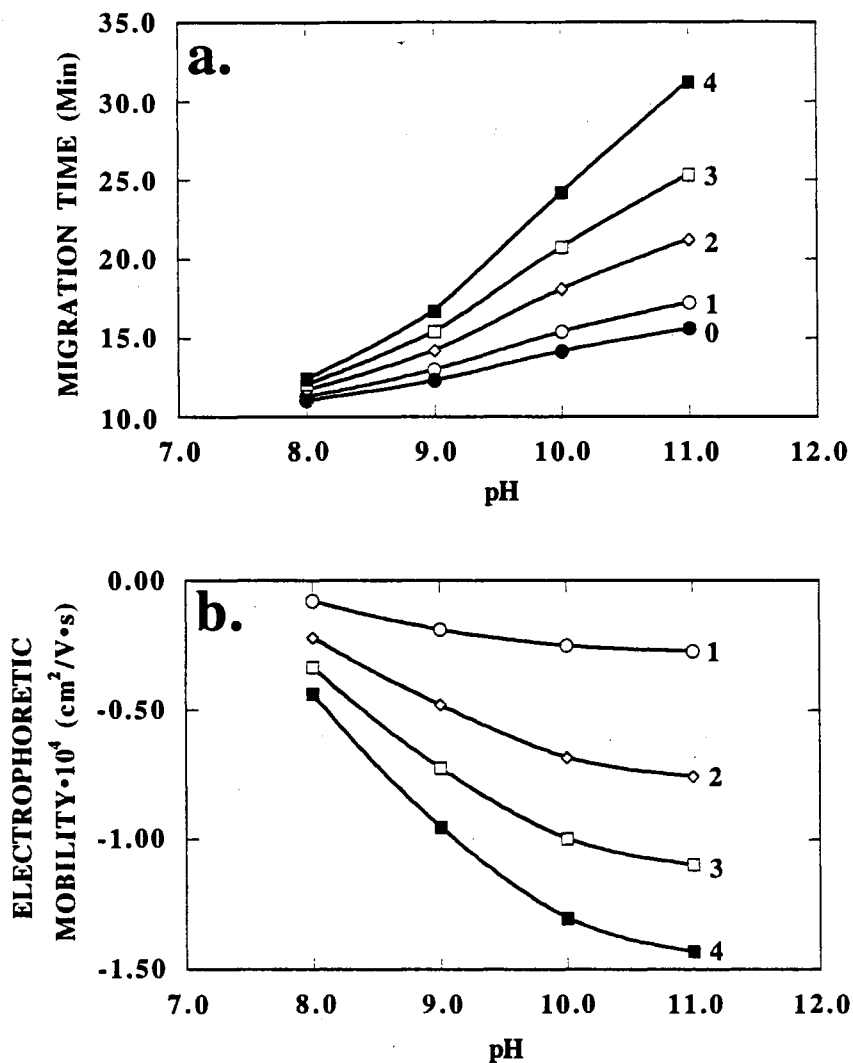 a.
MIGRATION TIME (Min)
35.0
30.0
25.0
20.0
15.0
10.0
4
3
2
1
0
7.0 8.0 9.0 10.0 11.0 12.0
pH
b.
ELECTROPHORETIC
MOBILITY•10⁴ (cm²/V•s)
0.00
-0.50
-1.00
-1.50
1
2
3
4
7.0 8.0 9.0 10.0 11.0 12.0
pH